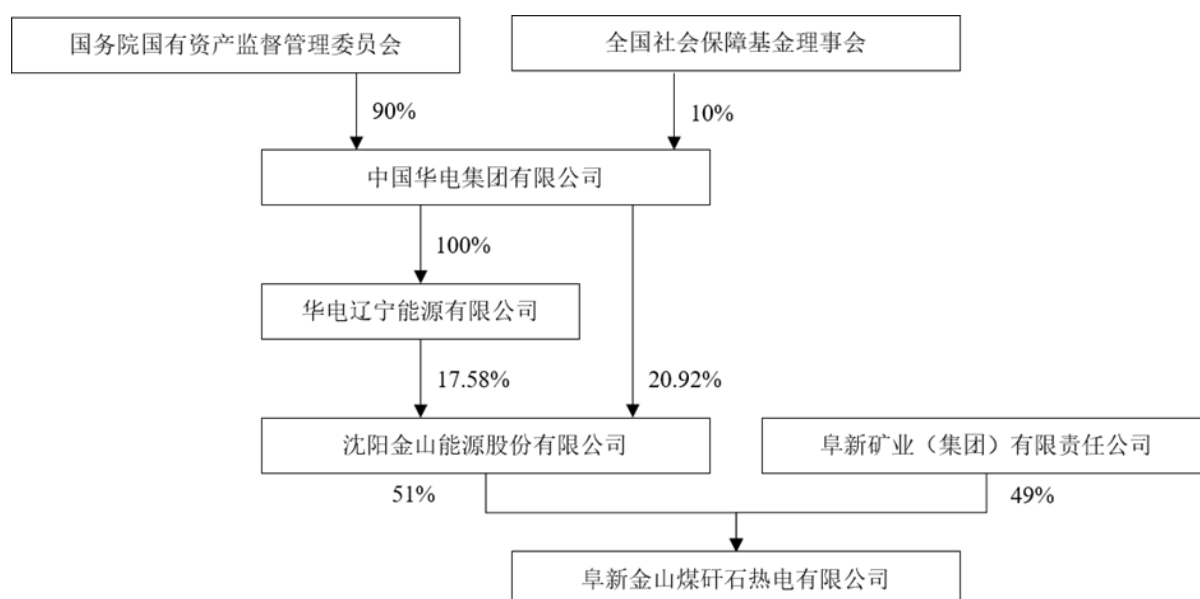 国务院国有资产监督管理委员会
全国社会保障基金理事会
90%
10%
中国华电集团有限公司
100%
华电辽宁能源有限公司
17.58%
20.92%
沈阳金山能源股份有限公司
阜新矿业（集团）有限责任公司
51%
49%
阜新金山煤矸石热电有限公司